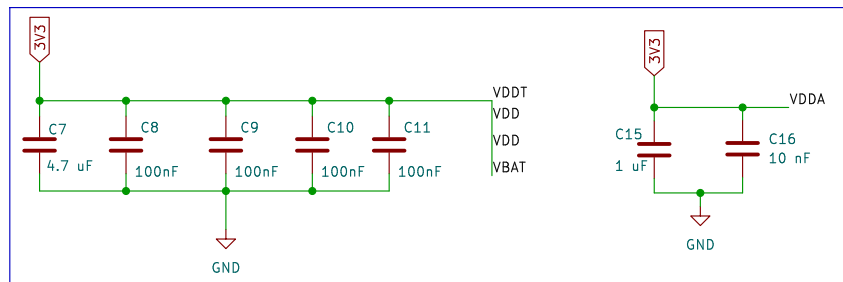 3V3
VDDT
VDD
VDD
VBAT
C7
4.7 uF
C8
100nF
C9
100nF
C10
100nF
C11
100nF
GND
3V3
VDDA
C15
1 uF
C16
10 nF
GND